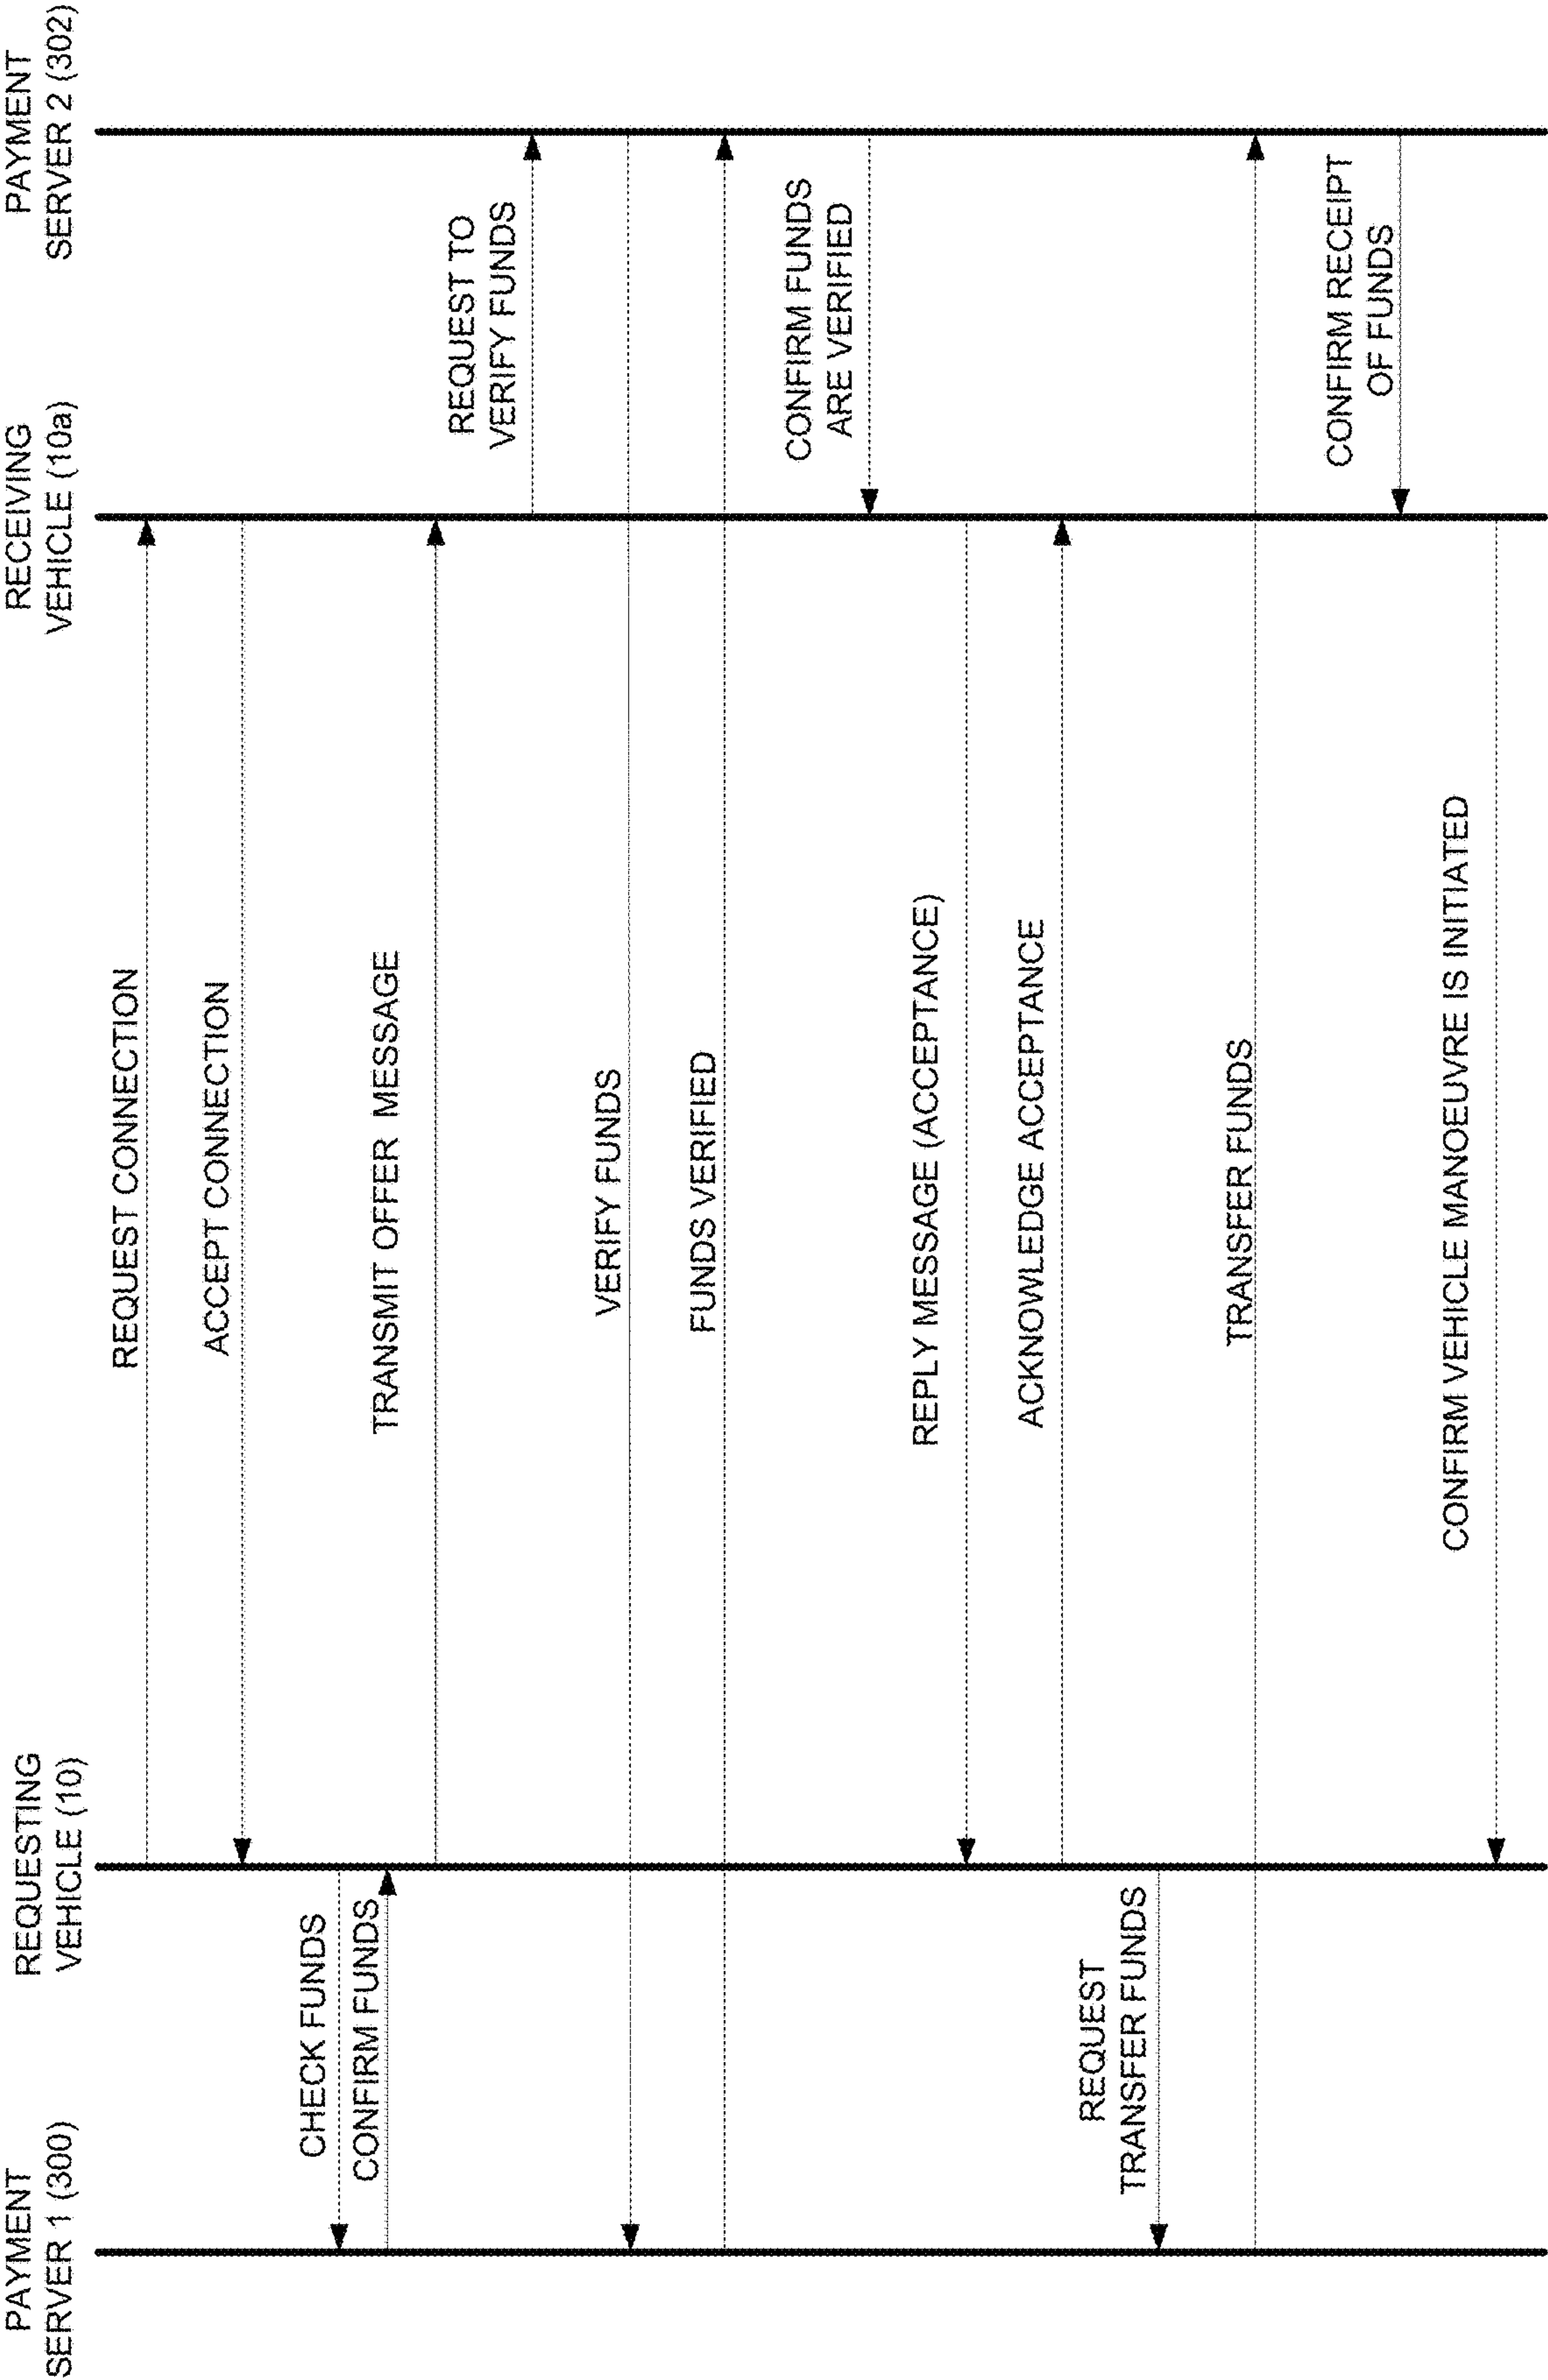 PAYMENT
SERVER 1 (300)
REQUESTING
VEHICLE (10)
RECEIVING
VEHICLE (10a)
PAYMENT
SERVER 2 (302)
REQUEST CONNECTION
ACCEPT CONNECTION
CHECK FUNDS
CONFIRM FUNDS
TRANSMIT OFFER MESSAGE
REQUEST TO
VERIFY FUNDS
VERIFY FUNDS
FUNDS VERIFIED
CONFIRM FUNDS
ARE VERIFIED
REPLY MESSAGE (ACCEPTANCE)
ACKNOWLEDGE ACCEPTANCE
REQUEST
TRANSFER FUNDS
TRANSFER FUNDS
CONFIRM RECEIPT
OF FUNDS
CONFIRM VEHICLE MANOEUVRE IS INITIATED